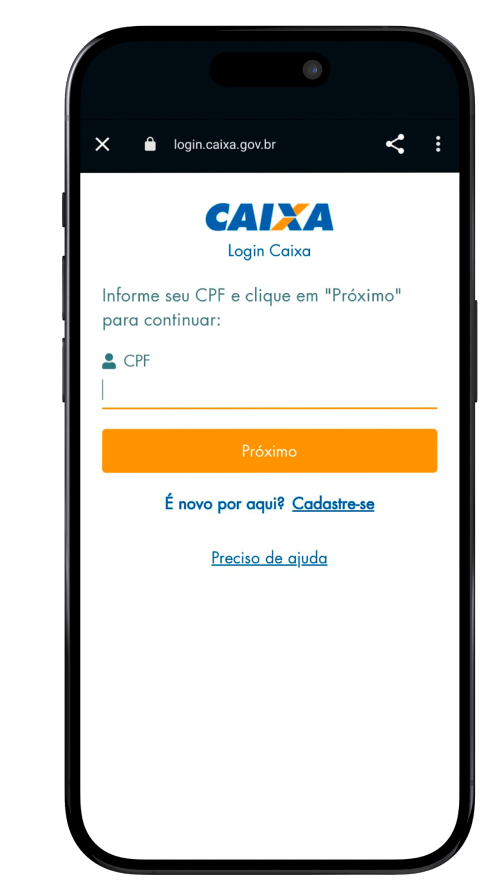 login.caixa.gov.br
CAIXA
Login Caixa
Informe seu CPF e clique em "Próximo"
para continuar:
CPF
Próximo
É novo por aqui? Cadastre-se
Preciso de ajuda